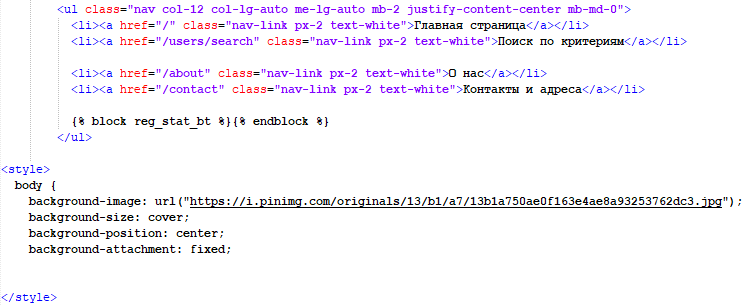 <ul class="nav col-12 col-lg-auto me-lg-auto mb-2 justify-content-center mb-md-0">
<li><a href="/" class="nav-link px-2 text-white">Главная страница</a></li>
<li><a href="/users/search" class="nav-link px-2 text-white">Поиск по критериям</a></li>
<li><a href="/about" class="nav-link px-2 text-white">О нас</a></li>
<li><a href="/contact" class="nav-link px-2 text-white">Контакты и адреса</a></li>
{% block reg_stat_bt %}{% endblock %}
</ul>
<style>
body {
background-image: url("https://i.pinimg.com/originals/13/b1/a7/13b1a750ae0f163e4ae8a93253762dc3.jpg");
background-size: cover;
background-position: center;
background-attachment: fixed;
</style>